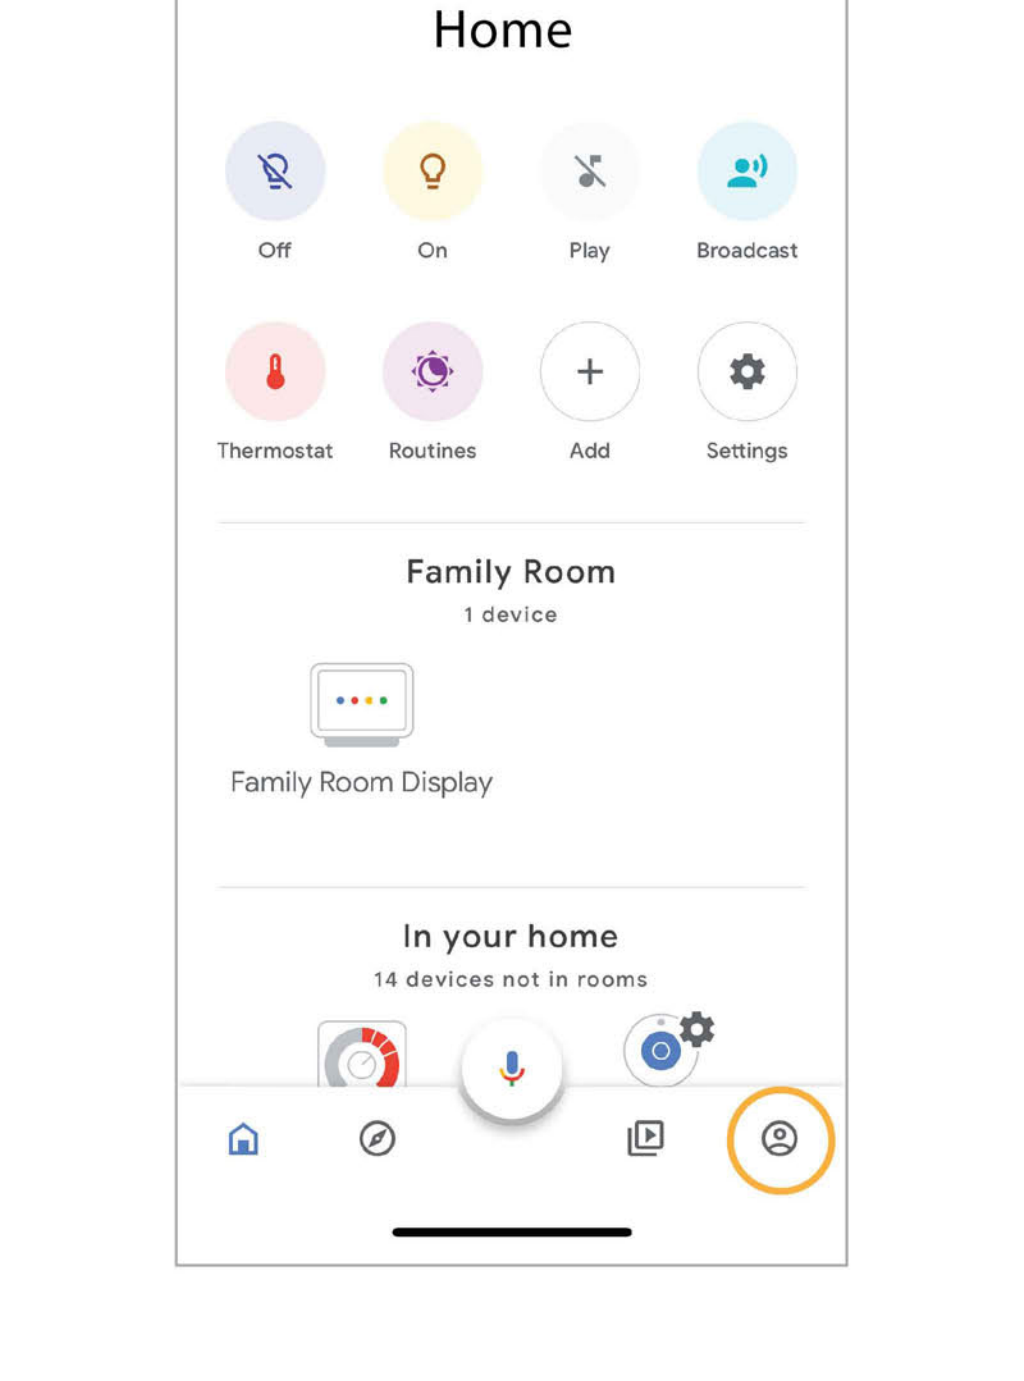 Home
Off On Play Broadcast
Thermostat Routines Add Settings
Family Room
1 device
Family Room Display
In your home
14 devices not in rooms